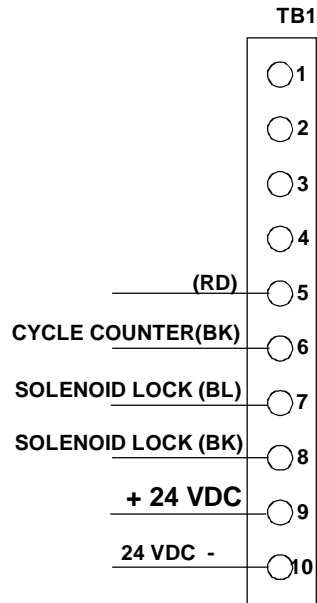 TB1
1
2
3
4
(RD) 5
CYCLE COUNTER(BK) 6
SOLENOID LOCK (BL) 7
SOLENOID LOCK (BK) 8
+ 24 VDC 9
24 VDC - 10